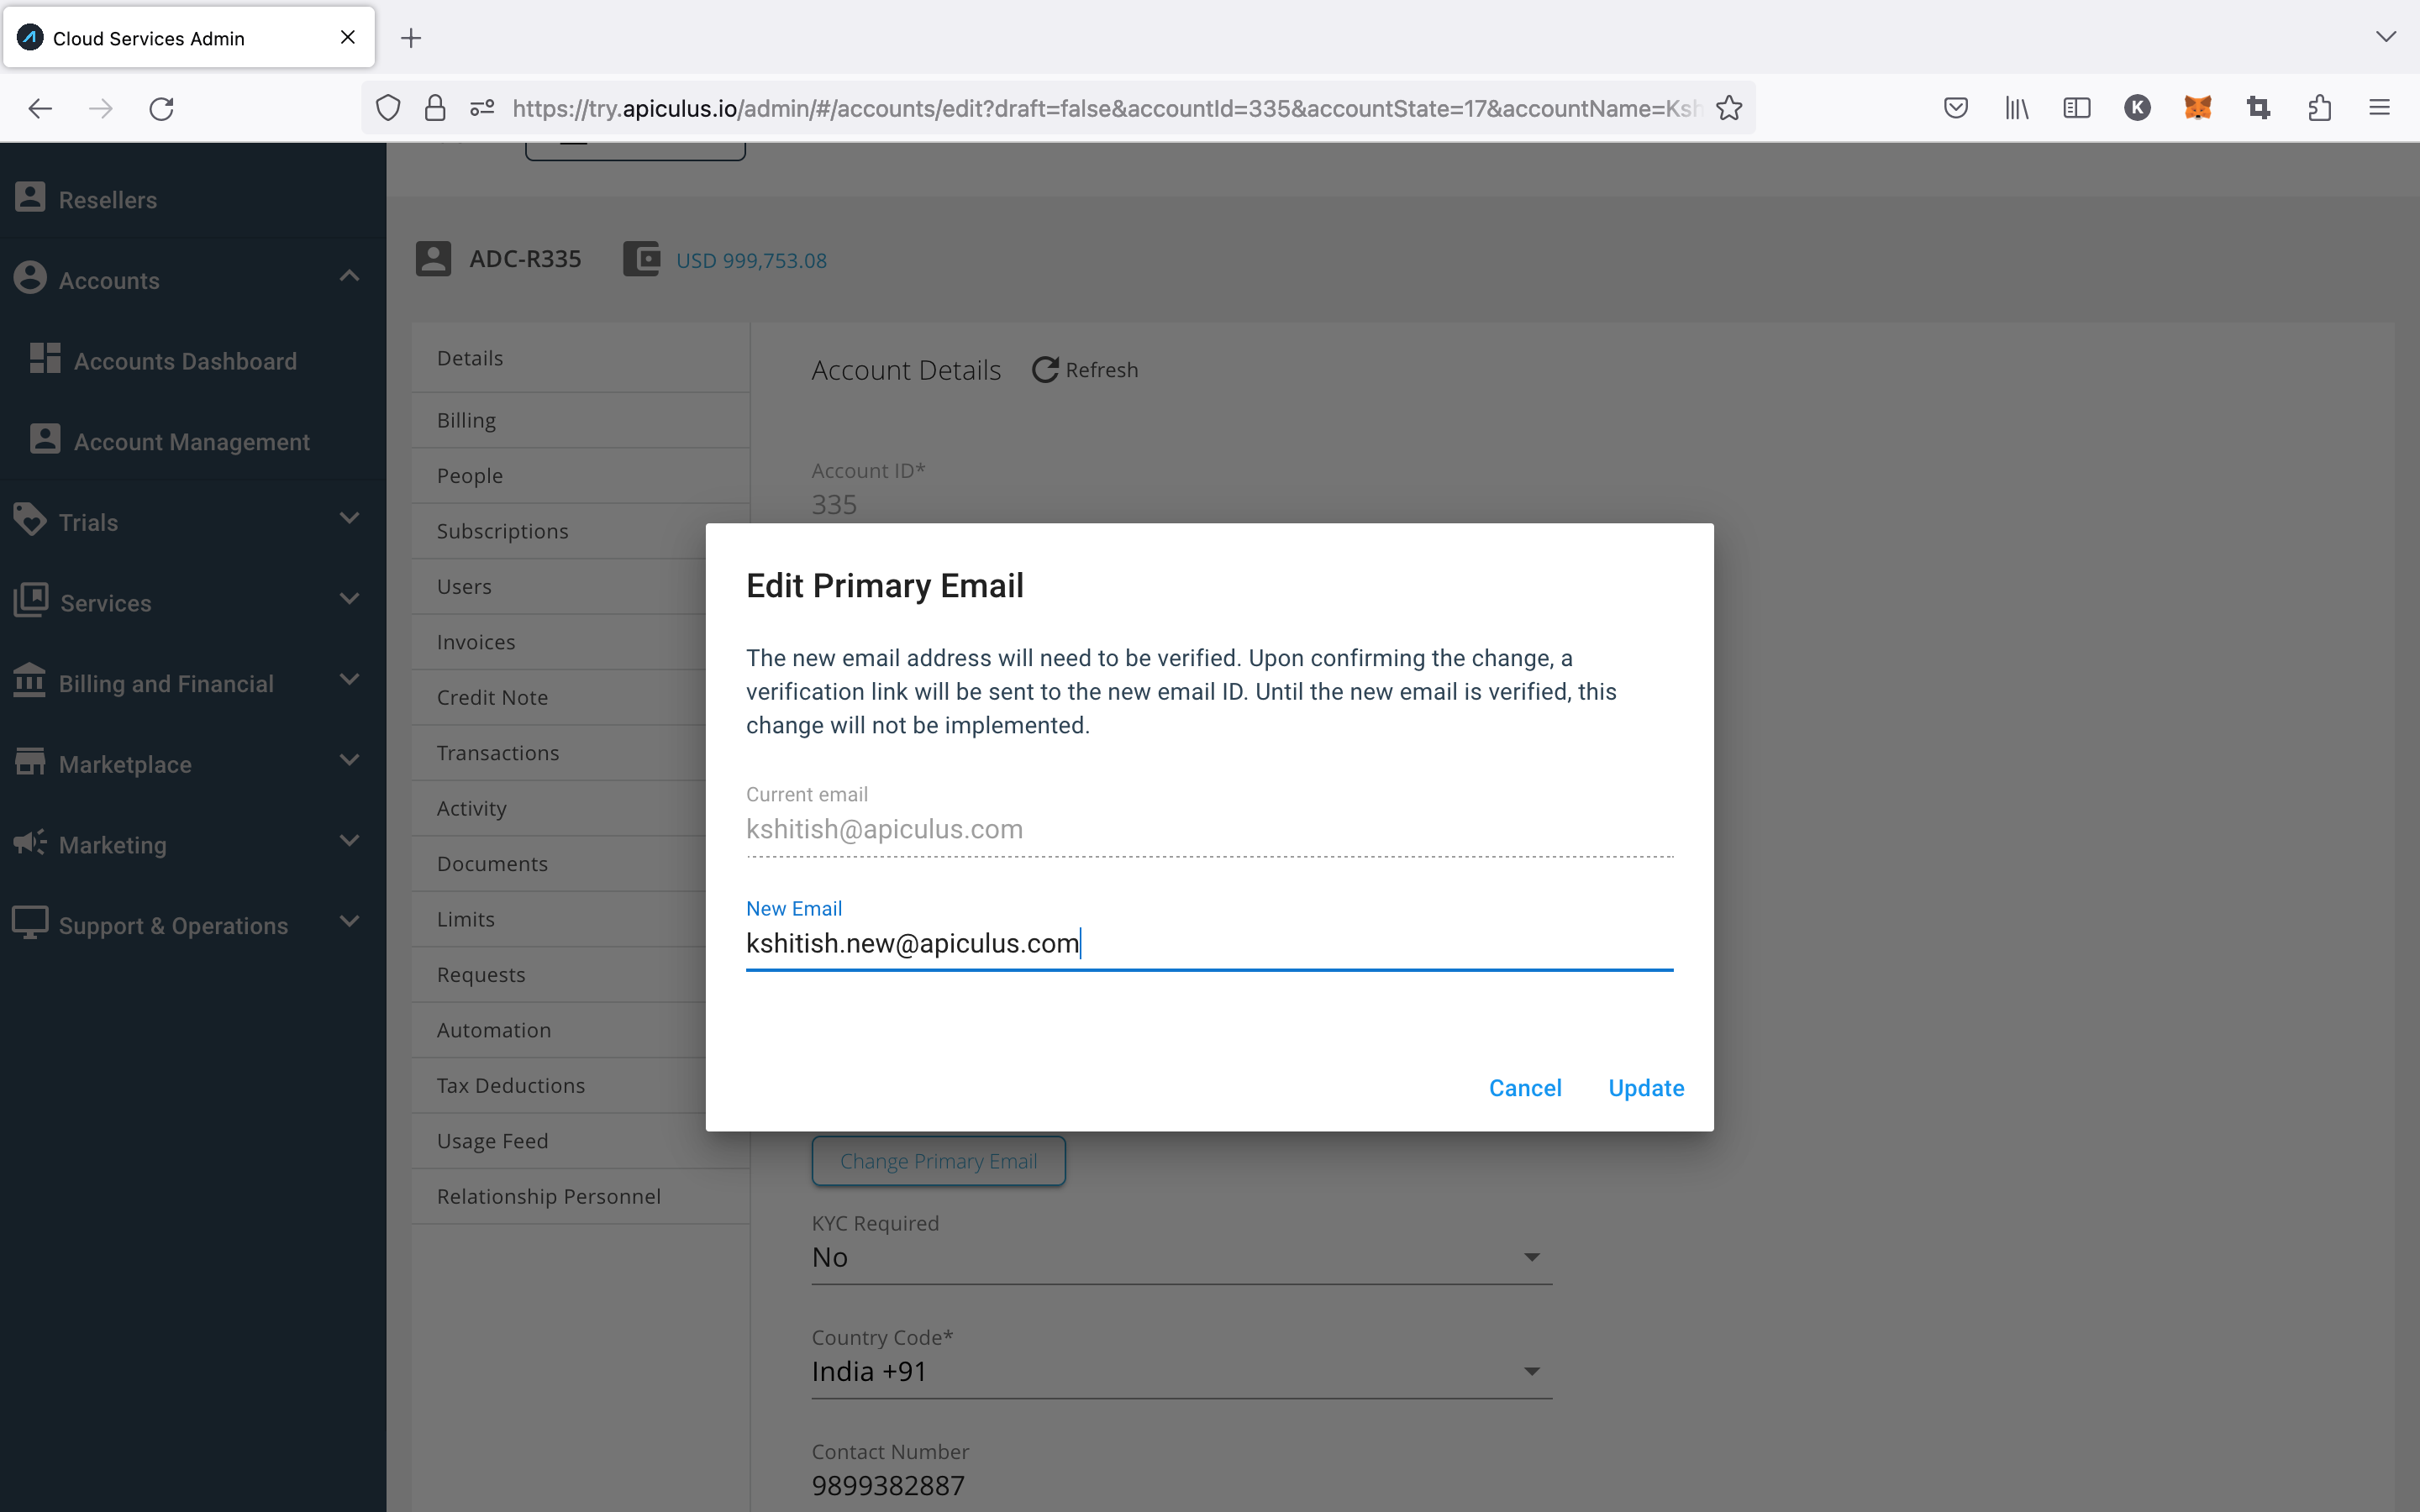 Cloud Services Admin
https://try.apiculus.io/admin/#/accounts/edit?draft=false&accountId=335&accountState=17&accountName=Ksh
K
Resellers
Accounts
Accounts Dashboard
Account Management
Trials
Services
Billing and Financial
Marketplace
Marketing
Support & Operations
ADC-R335
USD 999,753.08
Details
Billing
People
Subscriptions
Users
Invoices
Credit Note
Transactions
Activity
Documents
Limits
Requests
Automation
Tax Deductions
Usage Feed
Relationship Personnel
Account Details
Refresh
Account ID*
335
Edit Primary Email
The new email address will need to be verified. Upon confirming the change, a
verification link will be sent to the new email ID. Until the new email is verified, this
change will not be implemented.
Current email
kshitish@apiculus.com
New Email
kshitish.new@apiculus.com
Cancel
Update
Change Primary Email
KYC Required
No
Country Code*
India +91
Contact Number
9899382887